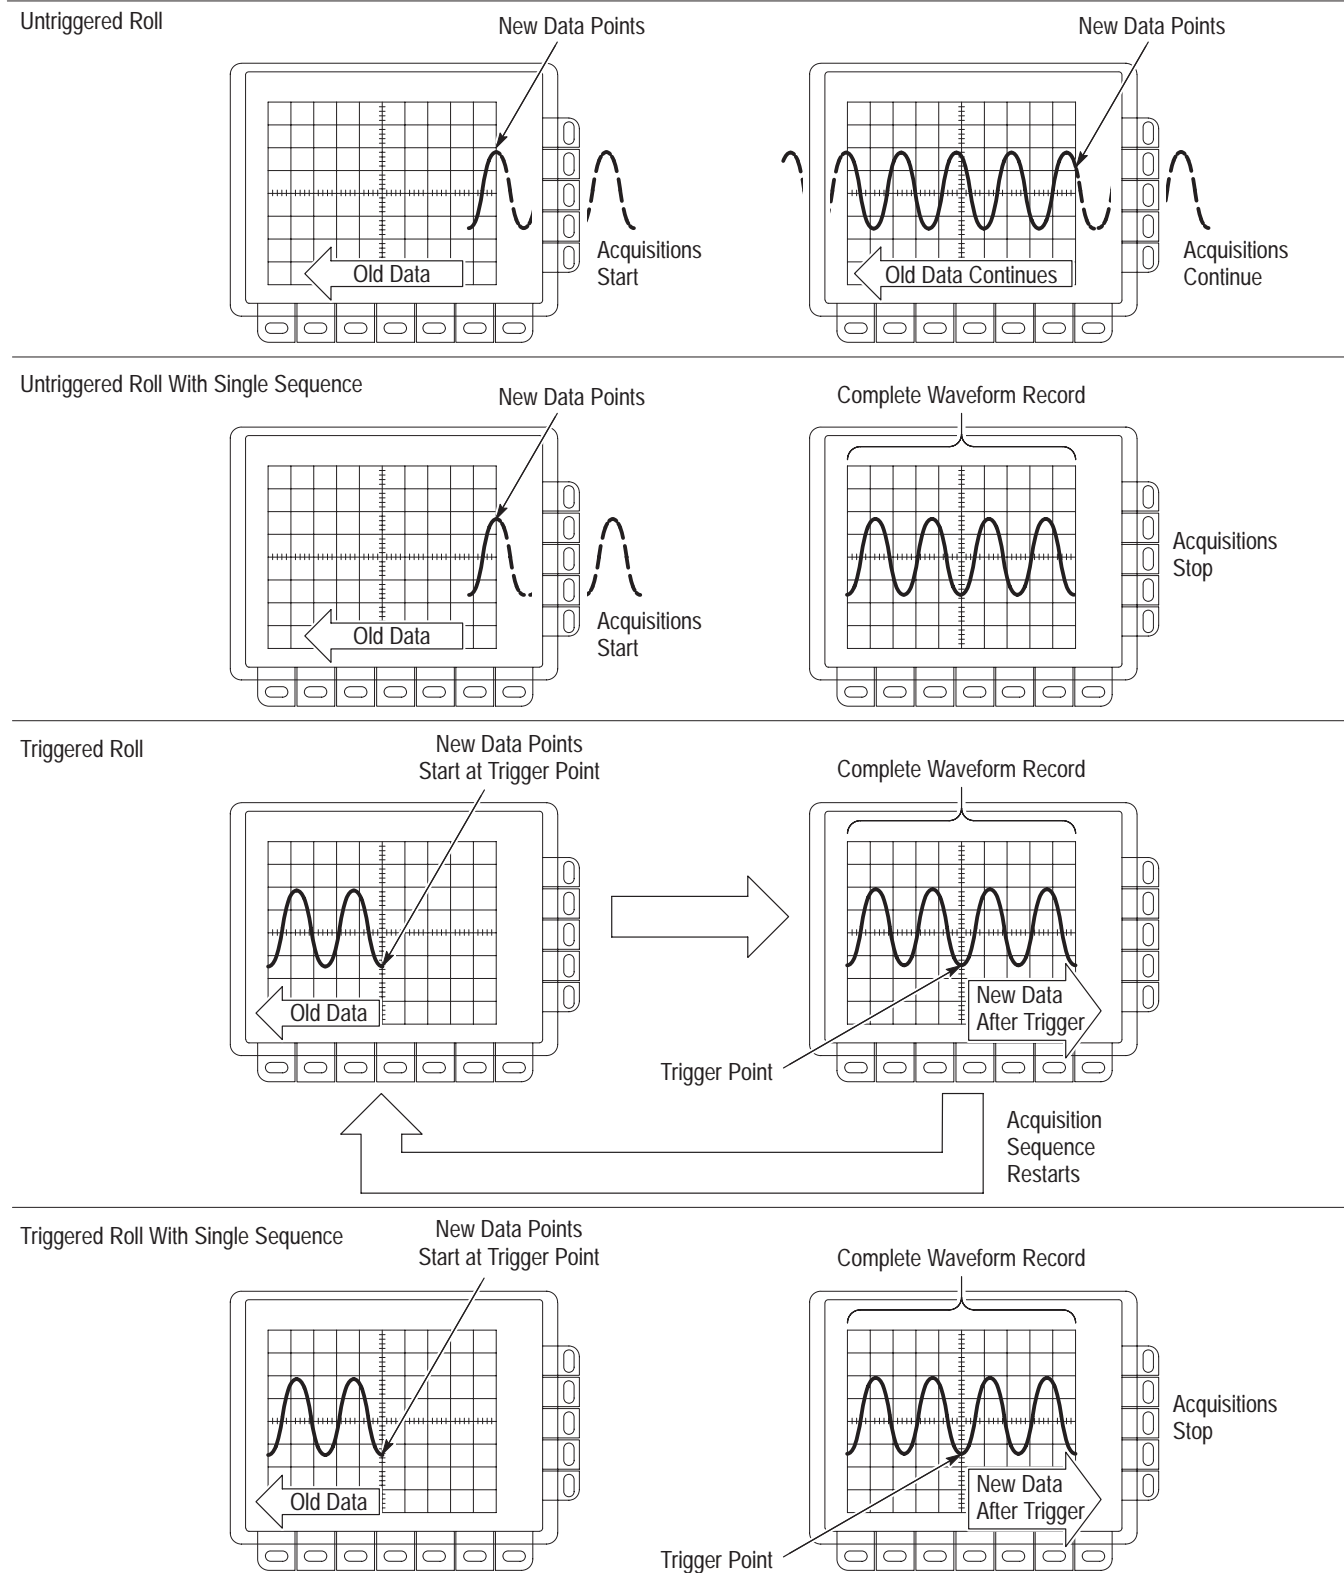 Untriggered Roll
New Data Points
New Data Points
Acquisitions
Start
Old Data
Acquisitions
Continue
Old Data Continues
Untriggered Roll With Single Sequence
New Data Points
Complete Waveform Record
Acquisitions
Stop
Acquisitions
Start
Old Data
Triggered Roll
New Data Points
Start at Trigger Point
Complete Waveform Record
Old Data
New Data
After Trigger
Trigger Point
Acquisition
Sequence
Restarts
Triggered Roll With Single Sequence
New Data Points
Start at Trigger Point
Complete Waveform Record
Acquisitions
Stop
Old Data
New Data
After Trigger
Trigger Point